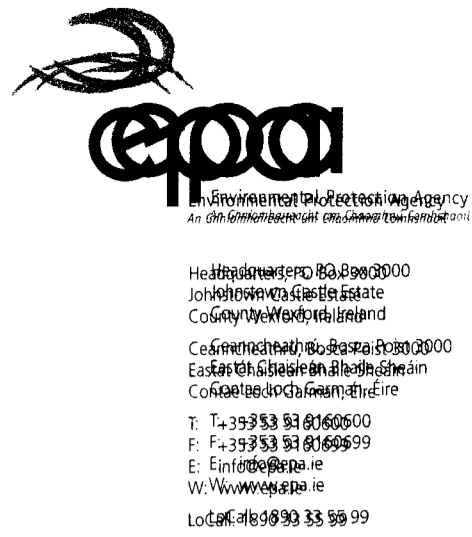 epa
Environmental Protection Agency
An Ghníomhaireacht um Chaomhnú Comhshaoil
Headquarters, PO Box 3000
Johnstown Castle Estate
County Wexford, Ireland
Ceanncheathrú, Bosca Poist 3000
Eastát Chaisleán Bhaile Sheáin
Contae Loch Garman, Éire
T: +353 53 9160600
F: +353 53 9160699
E: info@epa.ie
W: www.epa.ie
LoCall: 1890 33 55 99